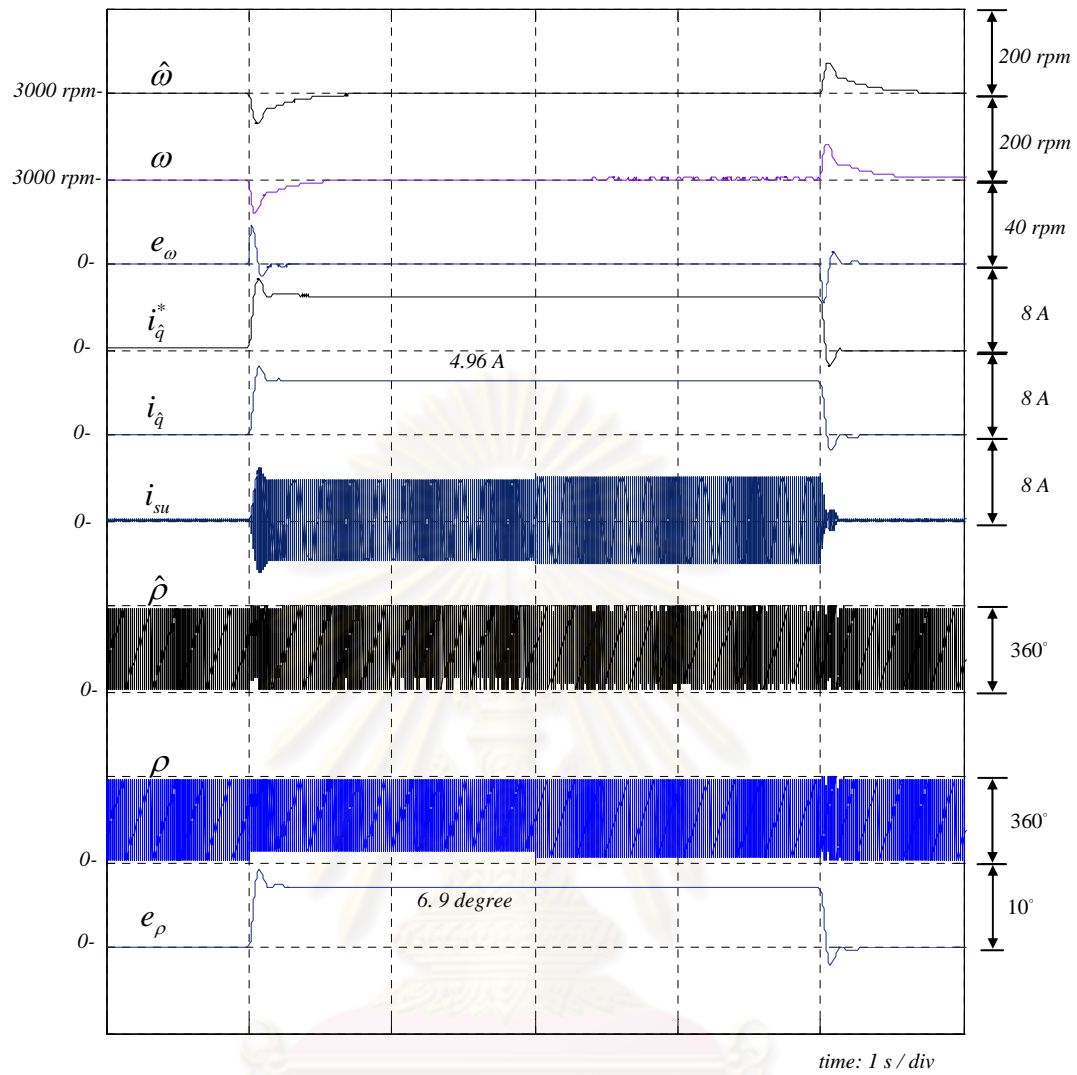 ω̂
200 rpm
3000 rpm-
ω
200 rpm
3000 rpm-
e_ω
40 rpm
0-
i*_q̂
8 A
0-
4.96 A
i_q̂
8 A
0-
i_su
8 A
0-
ρ̂
360°
0-
ρ
360°
0-
6. 9 degree
e_ρ
10°
0-
time: 1 s / div